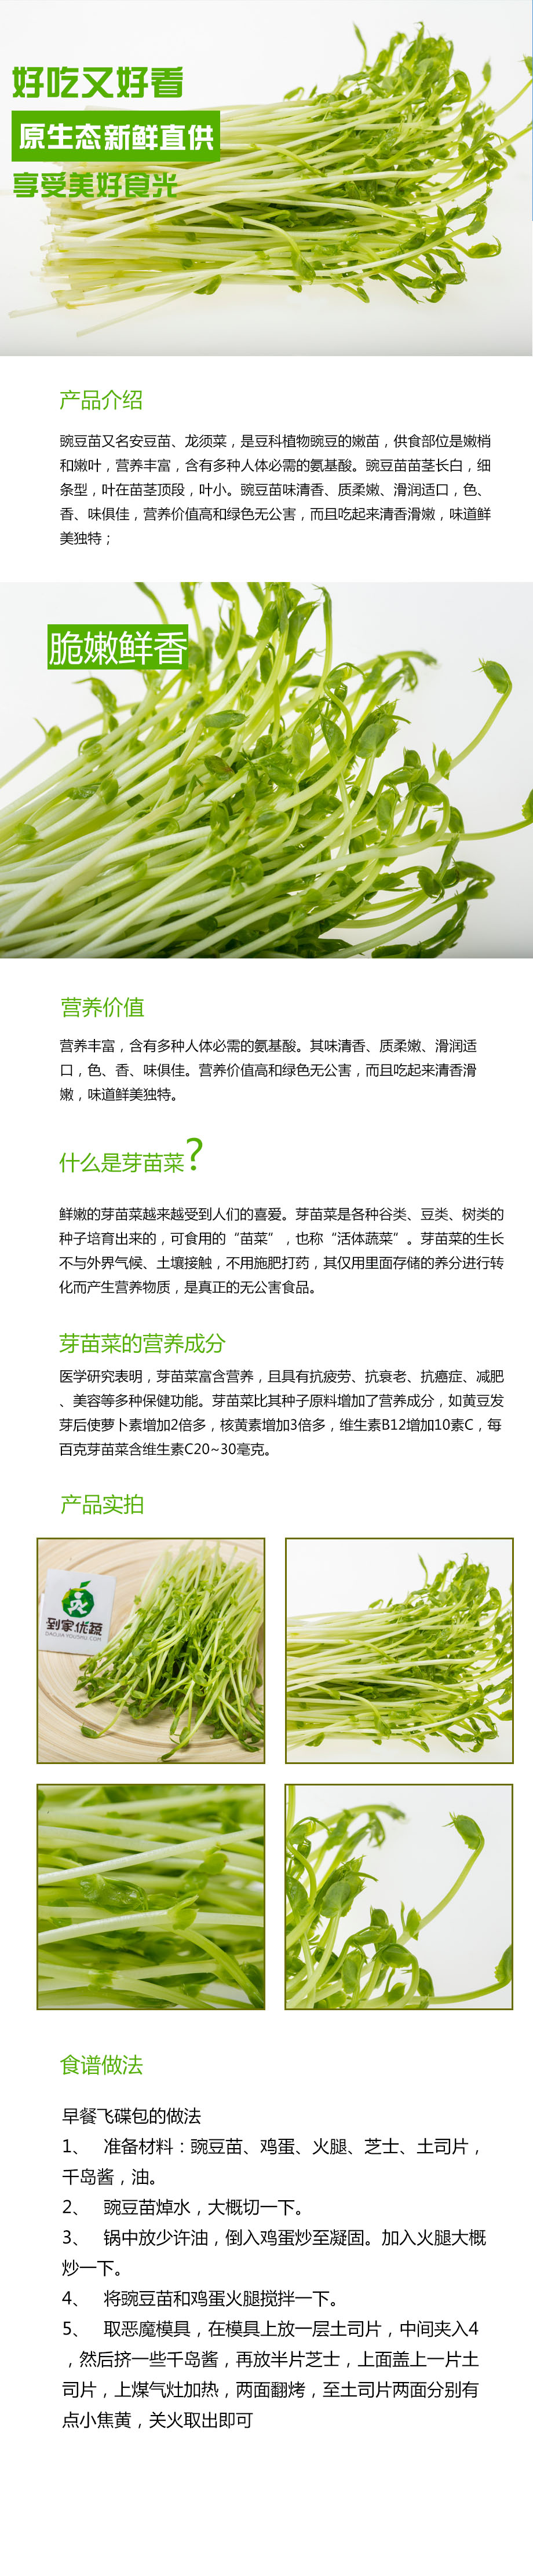 好吃又好看
原生态新鲜直供
享受美好食光
产品介绍
豌豆苗又名安豆苗、龙须菜，是豆科植物豌豆的嫩苗，供食部位是嫩梢
和嫩叶，营养丰富，含有多种人体必需的氨基酸。豌豆苗苗茎长白，细
条型，叶在苗茎顶段，叶小。豌豆苗味清香、质柔嫩、滑润适口，色、
香、味俱佳，营养价值高和绿色无公害，而且吃起来清香滑嫩，味道鲜
美独特；
脆嫩鲜香
营养价值
营养丰富，含有多种人体必需的氨基酸。其味清香、质柔嫩、滑润适
口，色、香、味俱佳。营养价值高和绿色无公害，而且吃起来清香滑
嫩，味道鲜美独特。
什么是芽苗菜?
鲜嫩的芽苗菜越来越受到人们的喜爱。芽苗菜是各种谷类、豆类、树类的
种子培育出来的，可食用的“苗菜”，也称“活体蔬菜”。芽苗菜的生长
不与外界气候、土壤接触，不用施肥打药，其仅用里面存储的养分进行转
化而产生营养物质，是真正的无公害食品。
芽苗菜的营养成分
医学研究表明，芽苗菜富含营养，且具有抗疲劳、抗衰老、抗癌症、减肥
、美容等多种保健功能。芽苗菜比其种子原料增加了营养成分，如黄豆发
芽后使萝卜素增加2倍多，核黄素增加3倍多，维生素B12增加10素C，每
百克芽苗菜含维生素C20~30毫克。
产品实拍
到家优蔬
DAOJIAYOUSHU.COM
食谱做法
早餐飞碟包的做法
1、 准备材料：豌豆苗、鸡蛋、火腿、芝士、土司片，
千岛酱，油。
2、 豌豆苗焯水，大概切一下。
3、 锅中放少许油，倒入鸡蛋炒至凝固。加入火腿大概
炒一下。
4、 将豌豆苗和鸡蛋火腿搅拌一下。
5、 取恶魔模具，在模具上放一层土司片，中间夹入4
，然后挤一些千岛酱，再放半片芝士，上面盖上一片土
司片，上煤气灶加热，两面翻烤，至土司片两面分别有
点小焦黄，关火取出即可